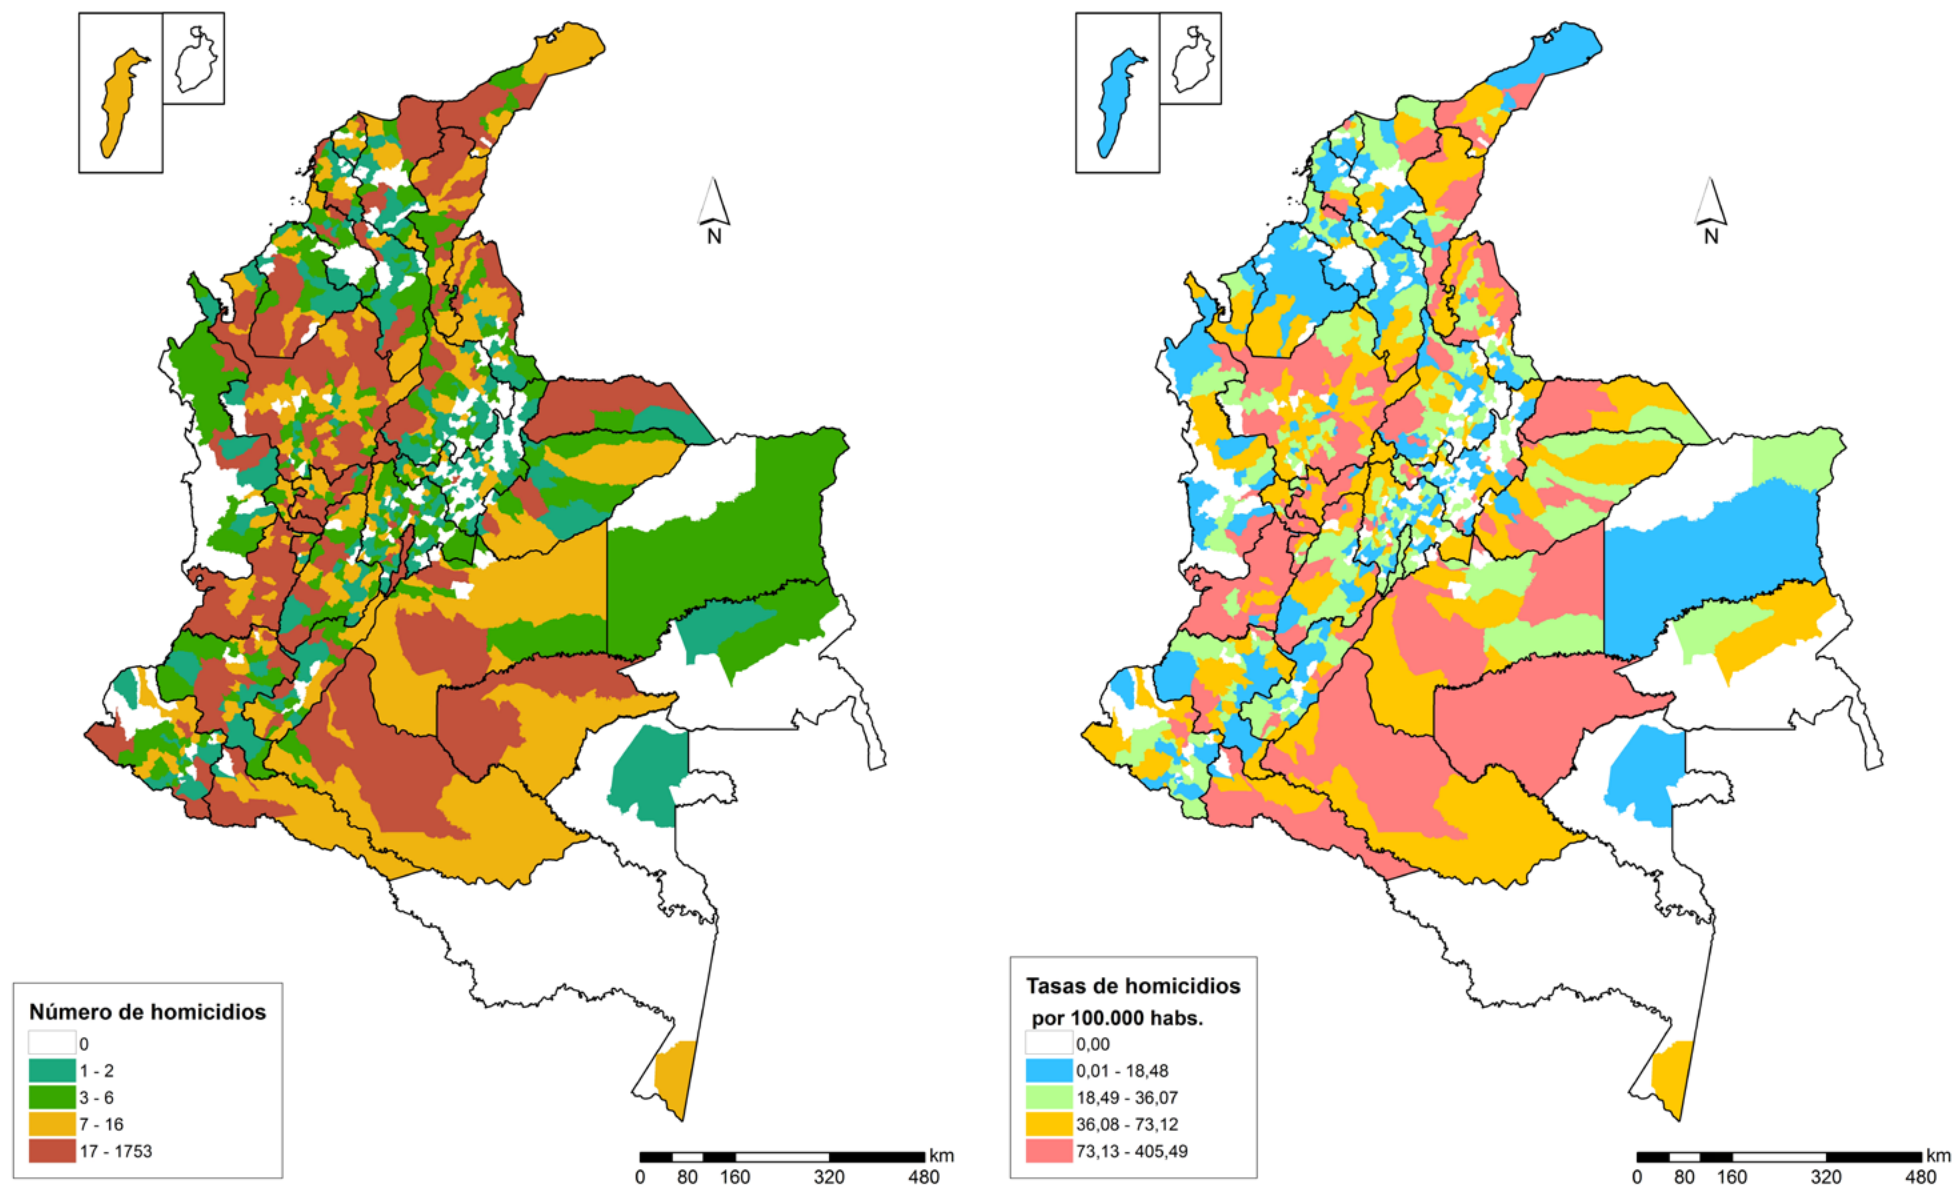 N
Número de homicidios
0
1 - 2
3 - 6
7 - 16
17 - 1753
km
0 80 160 320 480
N
Tasas de homicidios
por 100.000 habs.
0,00
0,01 - 18,48
18,49 - 36,07
36,08 - 73,12
73,13 - 405,49
km
0 80 160 320 480